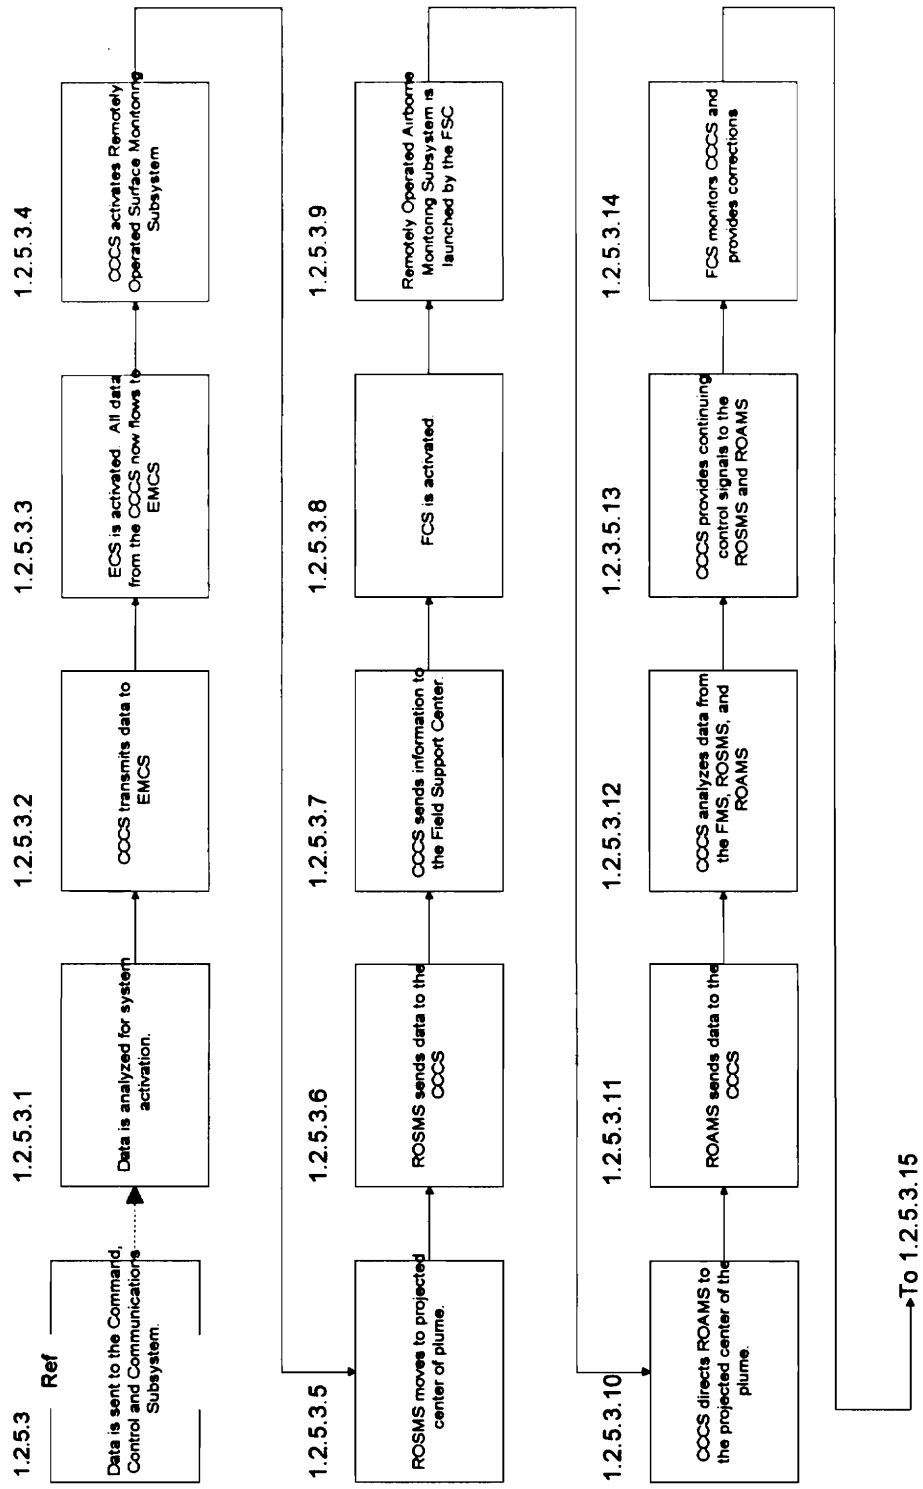 1.2.5.3
Ref
Data is sent to the Command,
Control and Communications
Subsystem.
1.2.5.3.1
Data is analyzed for system
activation.
1.2.5.3.2
CCCS transmits data to
EMCS
1.2.5.3.3
ECS is activated. All data
from the CCCS now flows to
EMCS
1.2.5.3.4
CCCS activates Remotely
Operated Surface Monitoring
Subsystem
1.2.5.3.5
ROSMS moves to projected
center of plume.
1.2.5.3.6
ROSMS sends data to the
CCCS
1.2.5.3.7
CCCS sends information to
the Field Support Center.
1.2.5.3.8
FCS is activated.
1.2.5.3.9
Remotely Operated Airborne
Monitoring Subsystem is
launched by the FSC
1.2.5.3.10
CCCS directs ROAMS to
the projected center of the
plume.
1.2.5.3.11
ROAMS sends data to the
CCCS
1.2.5.3.12
CCCS analyzes data from
the FMS, ROSMS, and
ROAMS
1.2.3.5.13
CCCS provides continuing
control signals to the
ROSMS and ROAMS
1.2.5.3.14
FCS monitors CCCS and
provides corrections
To 1.2.5.3.15